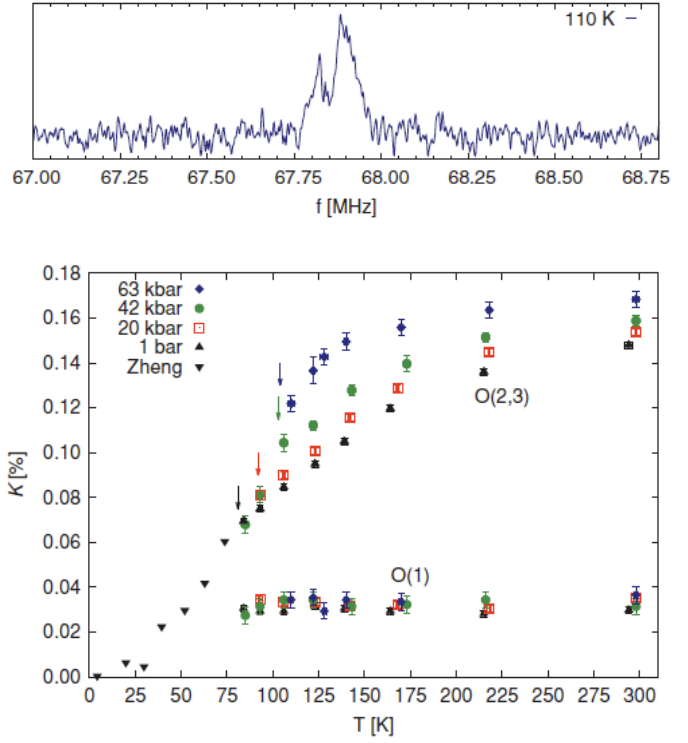 110 K
67.00 67.25 67.50 67.75 68.00 68.25 68.50 68.75
f [MHz]
0.18
63 kbar
0.16
42 kbar
20 kbar
0.14
1 bar
Zheng
0.12
O(2,3)
0.10
K [%]
0.08
0.06
O(1)
0.04
0.02
0.00
0 25 50 75 100 125 150 175 200 225 250 275 300
T [K]